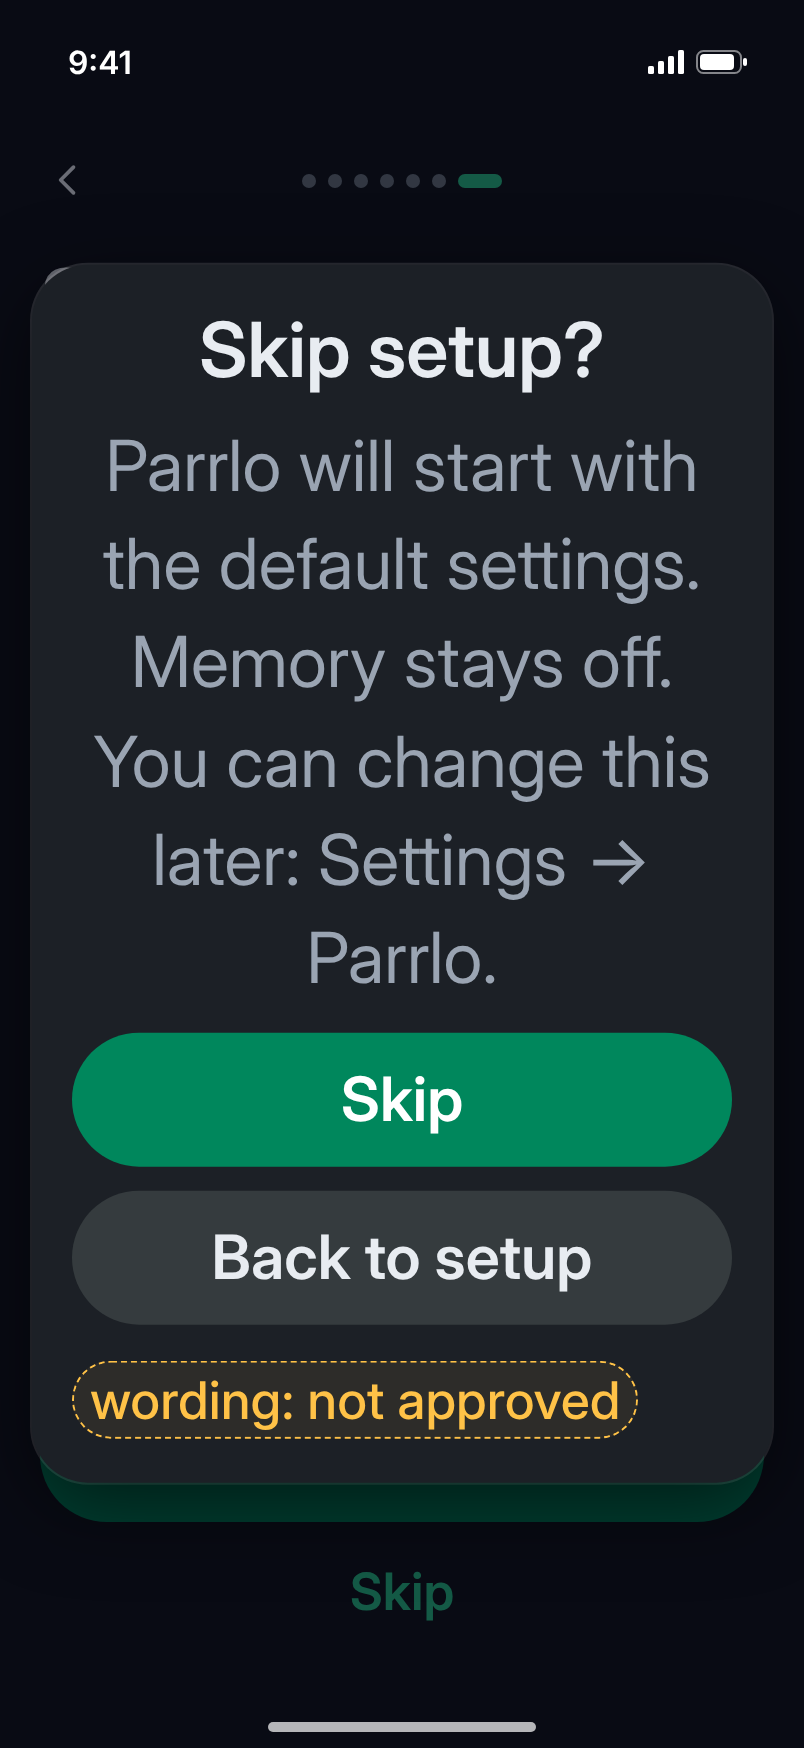 9:41
Skip setup?
Parrlo will start with
the default settings.
Memory stays off.
You can change this
later: Settings →
Parrlo.
Skip
Back to setup
wording: not approved
Skip